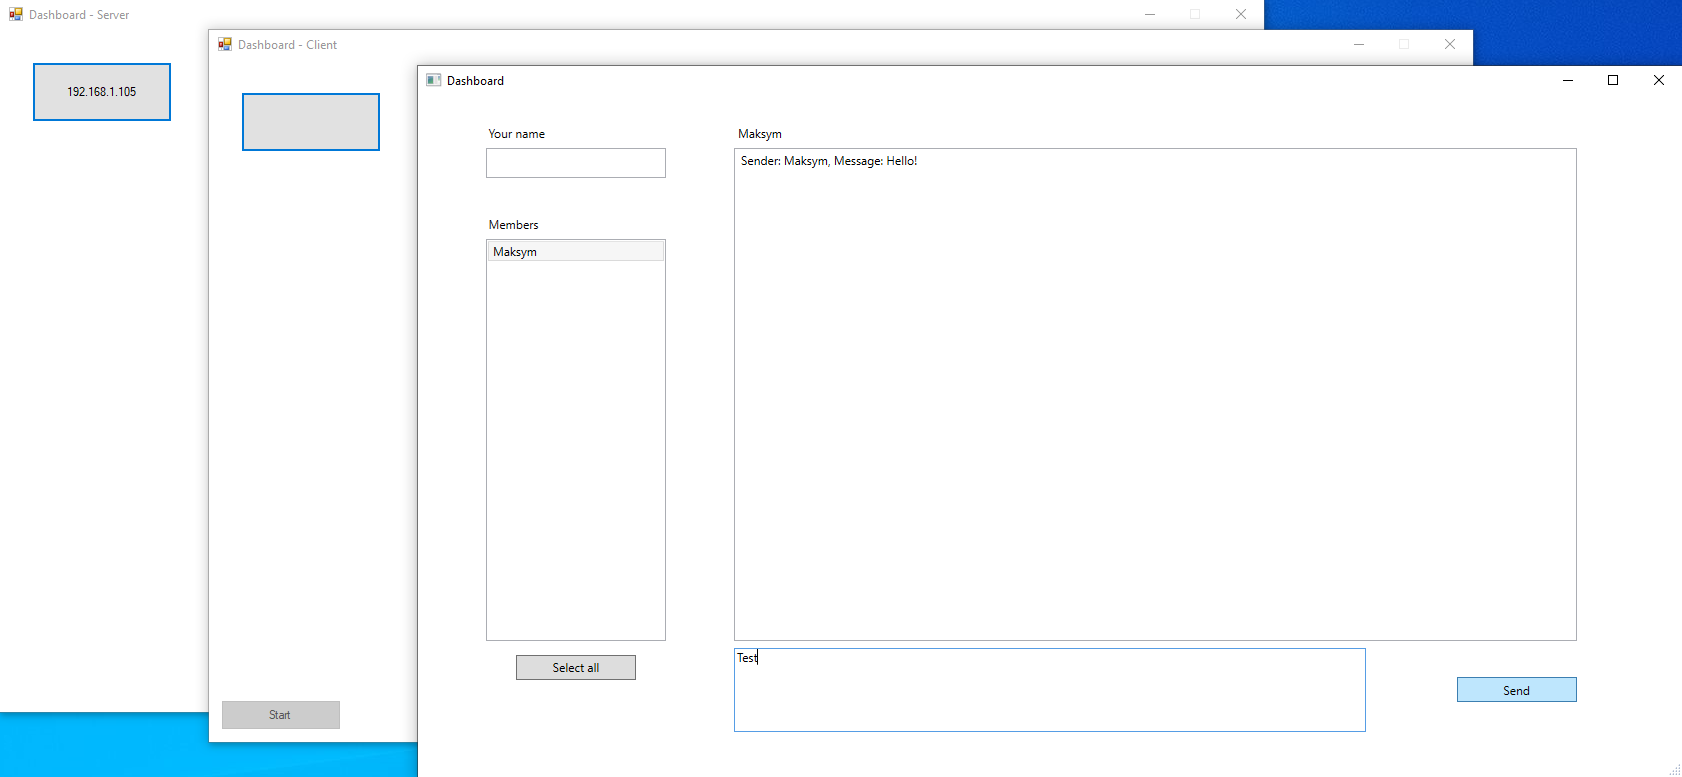 Dashboard - Server
192.168.1.105
Dashboard - Client
Start
Dashboard
Your name
Members
Maksym
Select all
Maksym
Sender: Maksym, Message: Hello!
Test
Send